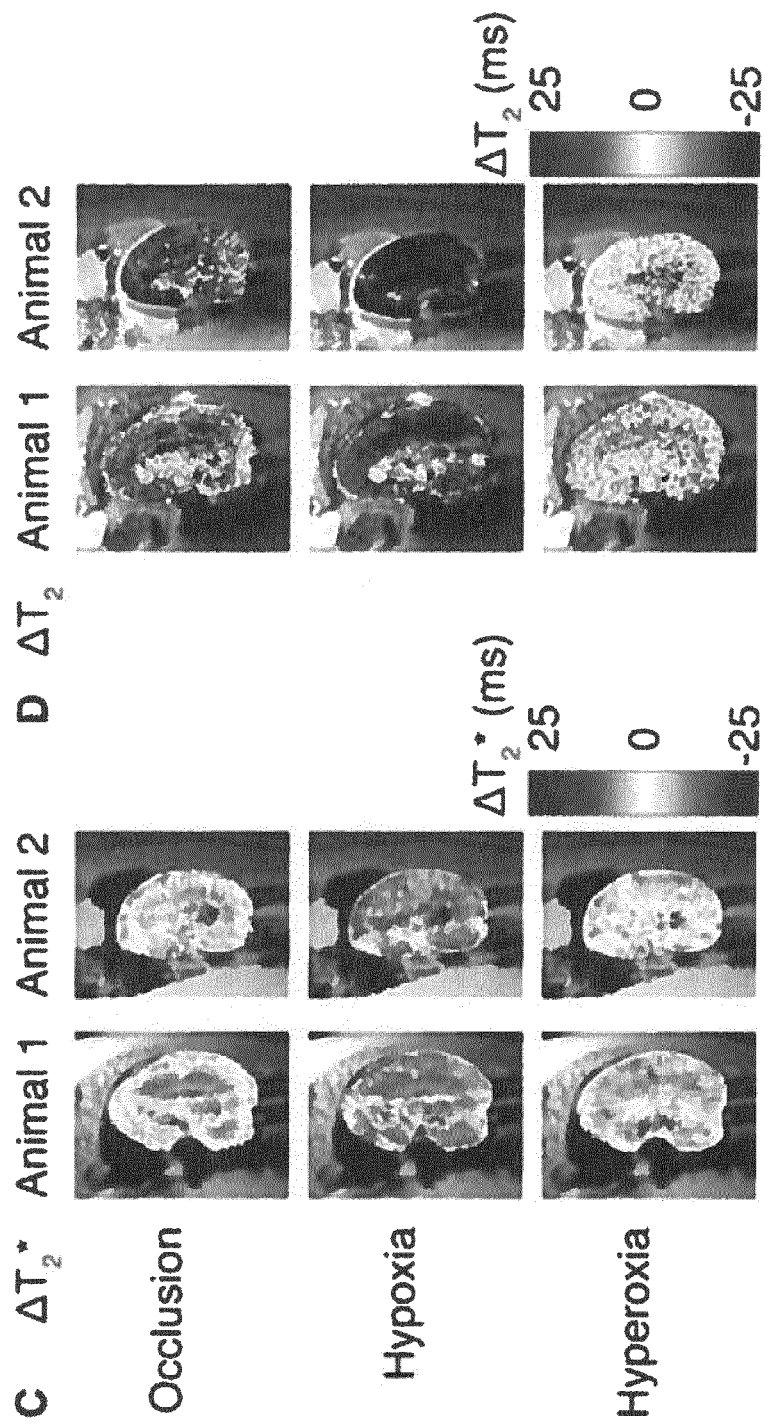 C ΔT₂*
Animal 1 Animal 2
Occlusion
Hypoxia
Hyperoxia
ΔT₂* (ms)
25
0
-25
D ΔT₂
Animal 1 Animal 2
ΔT₂ (ms)
25
0
-25